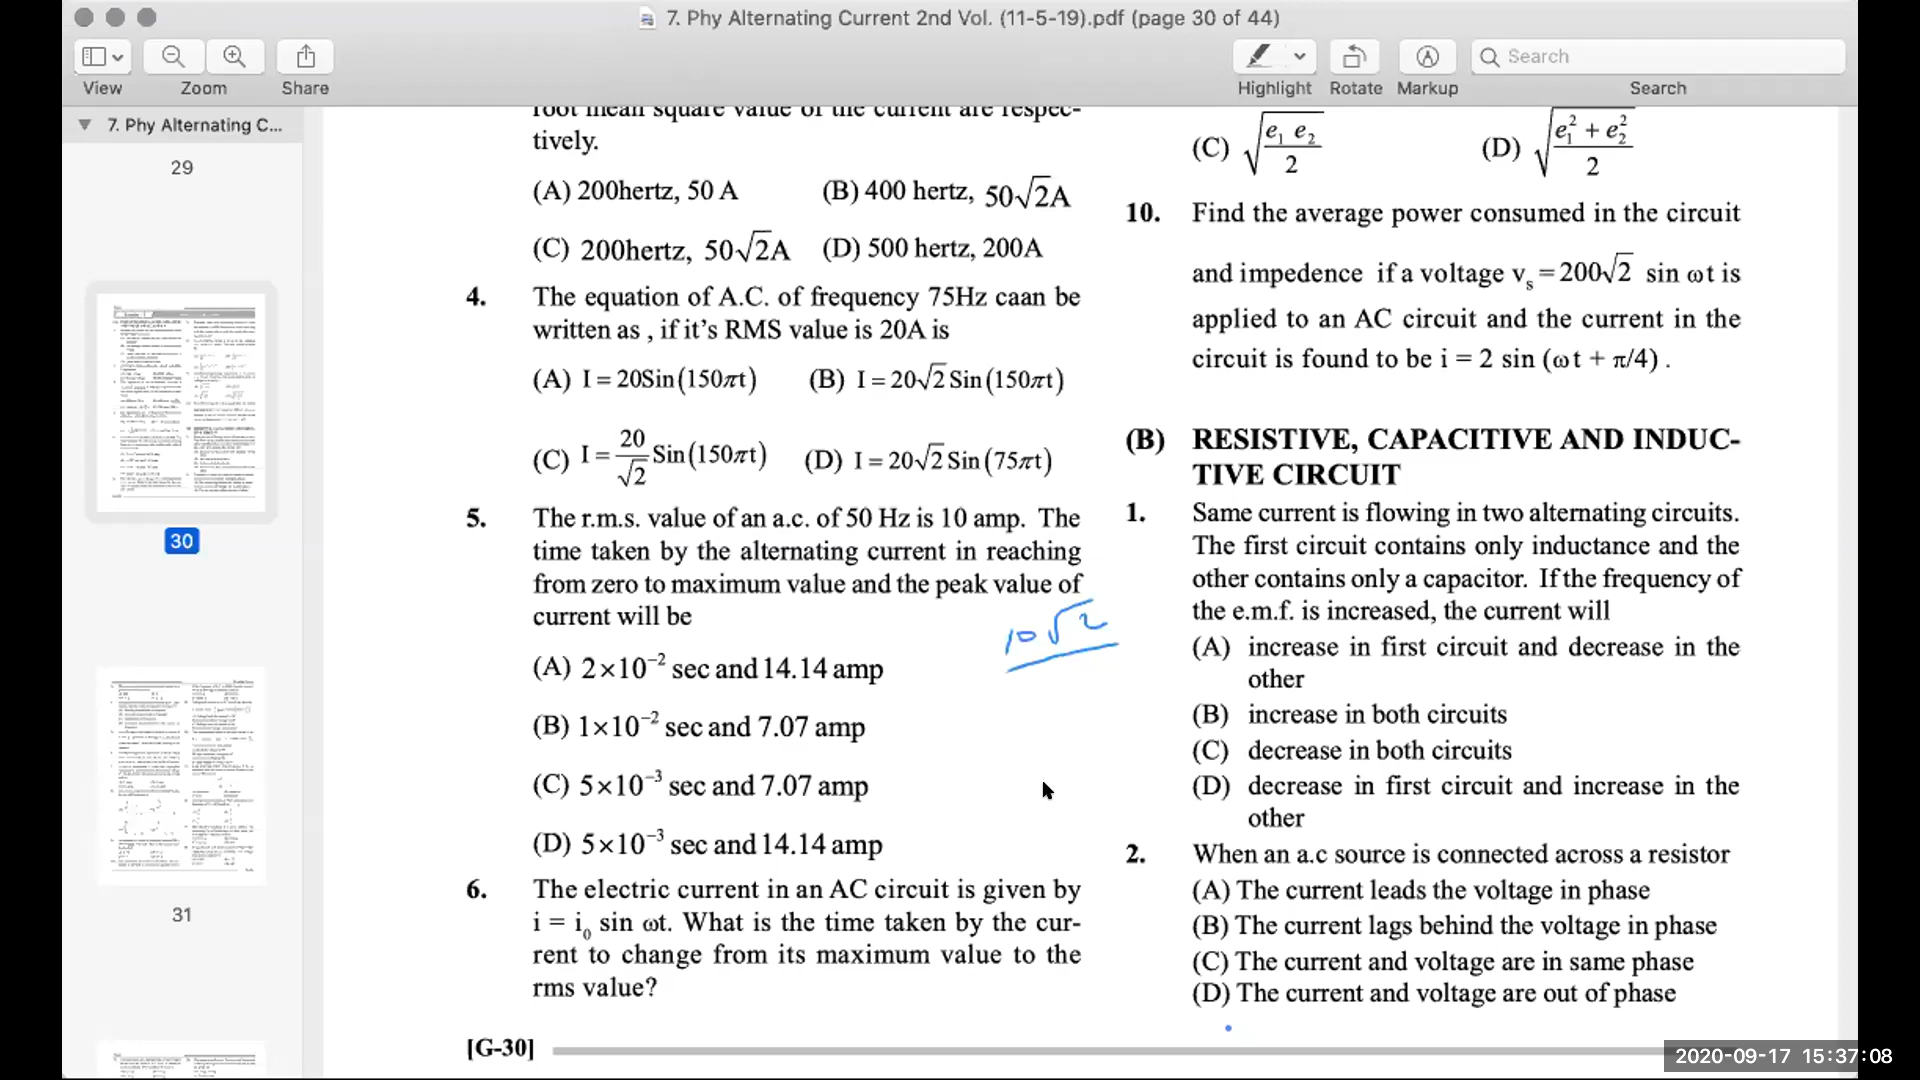 7. Phy Alternating Current 2nd Vol. (11-5-19).pdf (page 30 of 44)
Search
View
Zoom
Share
Highlight
Rotate
Markup
Search
7. Phy Alternating C...
29
30
31
root mean square value of the current are respec-
tively.
(A) 200hertz, 50 A (B) 400 hertz, 50√2A
(C) 200hertz, 50√2A (D) 500 hertz, 200A
4. The equation of A.C. of frequency 75Hz caan be
written as , if it’s RMS value is 20A is
(A) I = 20Sin(150πt) (B) I = 20√2 Sin(150πt)
(C) I = 20/√2 Sin(150πt) (D) I = 20√2 Sin(75πt)
5. The r.m.s. value of an a.c. of 50 Hz is 10 amp. The
time taken by the alternating current in reaching
from zero to maximum value and the peak value of
current will be
10√2
(A) 2×10⁻² sec and 14.14 amp
(B) 1×10⁻² sec and 7.07 amp
(C) 5×10⁻³ sec and 7.07 amp
(D) 5×10⁻³ sec and 14.14 amp
6. The electric current in an AC circuit is given by
i = i₀ sin ωt. What is the time taken by the cur-
rent to change from its maximum value to the
rms value?
[G-30]
(C) √(e₁ e₂/2) (D) √((e₁² + e₂²)/2)
10. Find the average power consumed in the circuit
and impedence if a voltage vₛ = 200√2 sin ωt is
applied to an AC circuit and the current in the
circuit is found to be i = 2 sin (ωt + π/4) .
(B) RESISTIVE, CAPACITIVE AND INDUC-
TIVE CIRCUIT
1. Same current is flowing in two alternating circuits.
The first circuit contains only inductance and the
other contains only a capacitor. If the frequency of
the e.m.f. is increased, the current will
(A) increase in first circuit and decrease in the
other
(B) increase in both circuits
(C) decrease in both circuits
(D) decrease in first circuit and increase in the
other
2. When an a.c source is connected across a resistor
(A) The current leads the voltage in phase
(B) The current lags behind the voltage in phase
(C) The current and voltage are in same phase
(D) The current and voltage are out of phase
2020-09-17 15:37:08